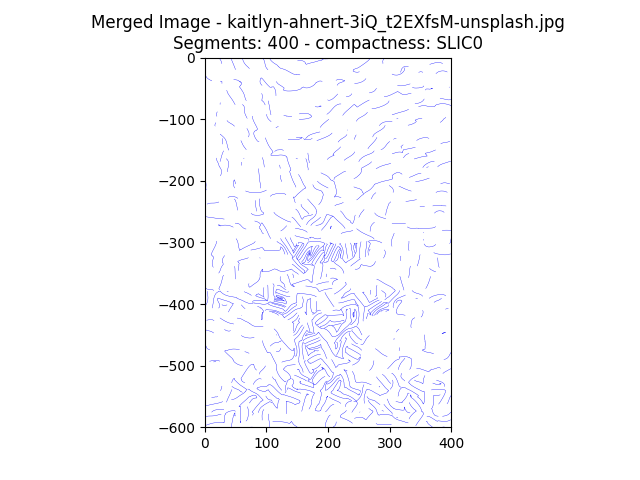 Merged Image - kaitlyn-ahnert-3iQ_t2EXfsM-unsplash.jpg
Segments: 400 - compactness: SLIC0
0
−100
−200
−300
−400
−500
−600
0 100 200 300 400